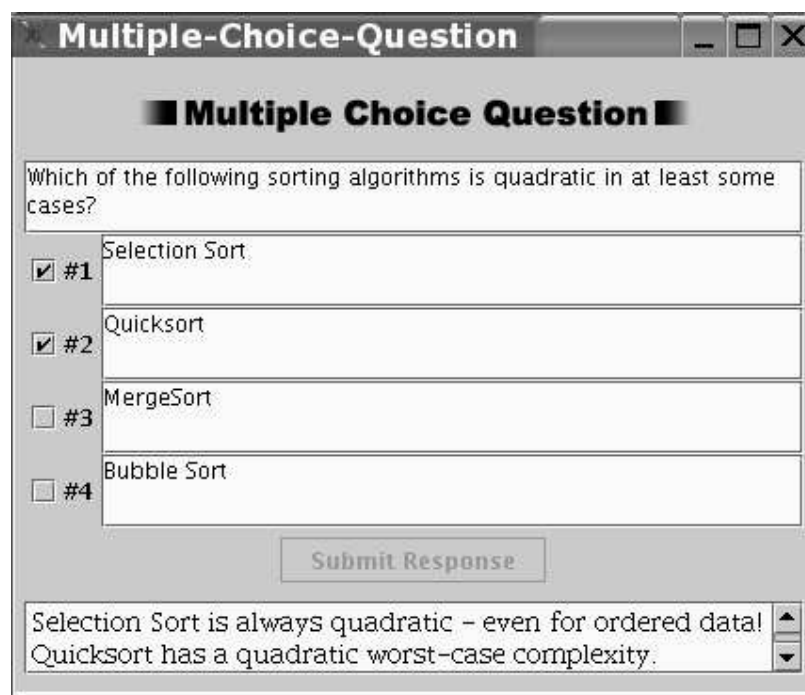 Multiple-Choice-Question
Multiple Choice Question
Which of the following sorting algorithms is quadratic in at least some
cases?
Selection Sort
#1
Quicksort
#2
MergeSort
#3
Bubble Sort
#4
Submit Response
Selection Sort is always quadratic – even for ordered data!
Quicksort has a quadratic worst–case complexity.